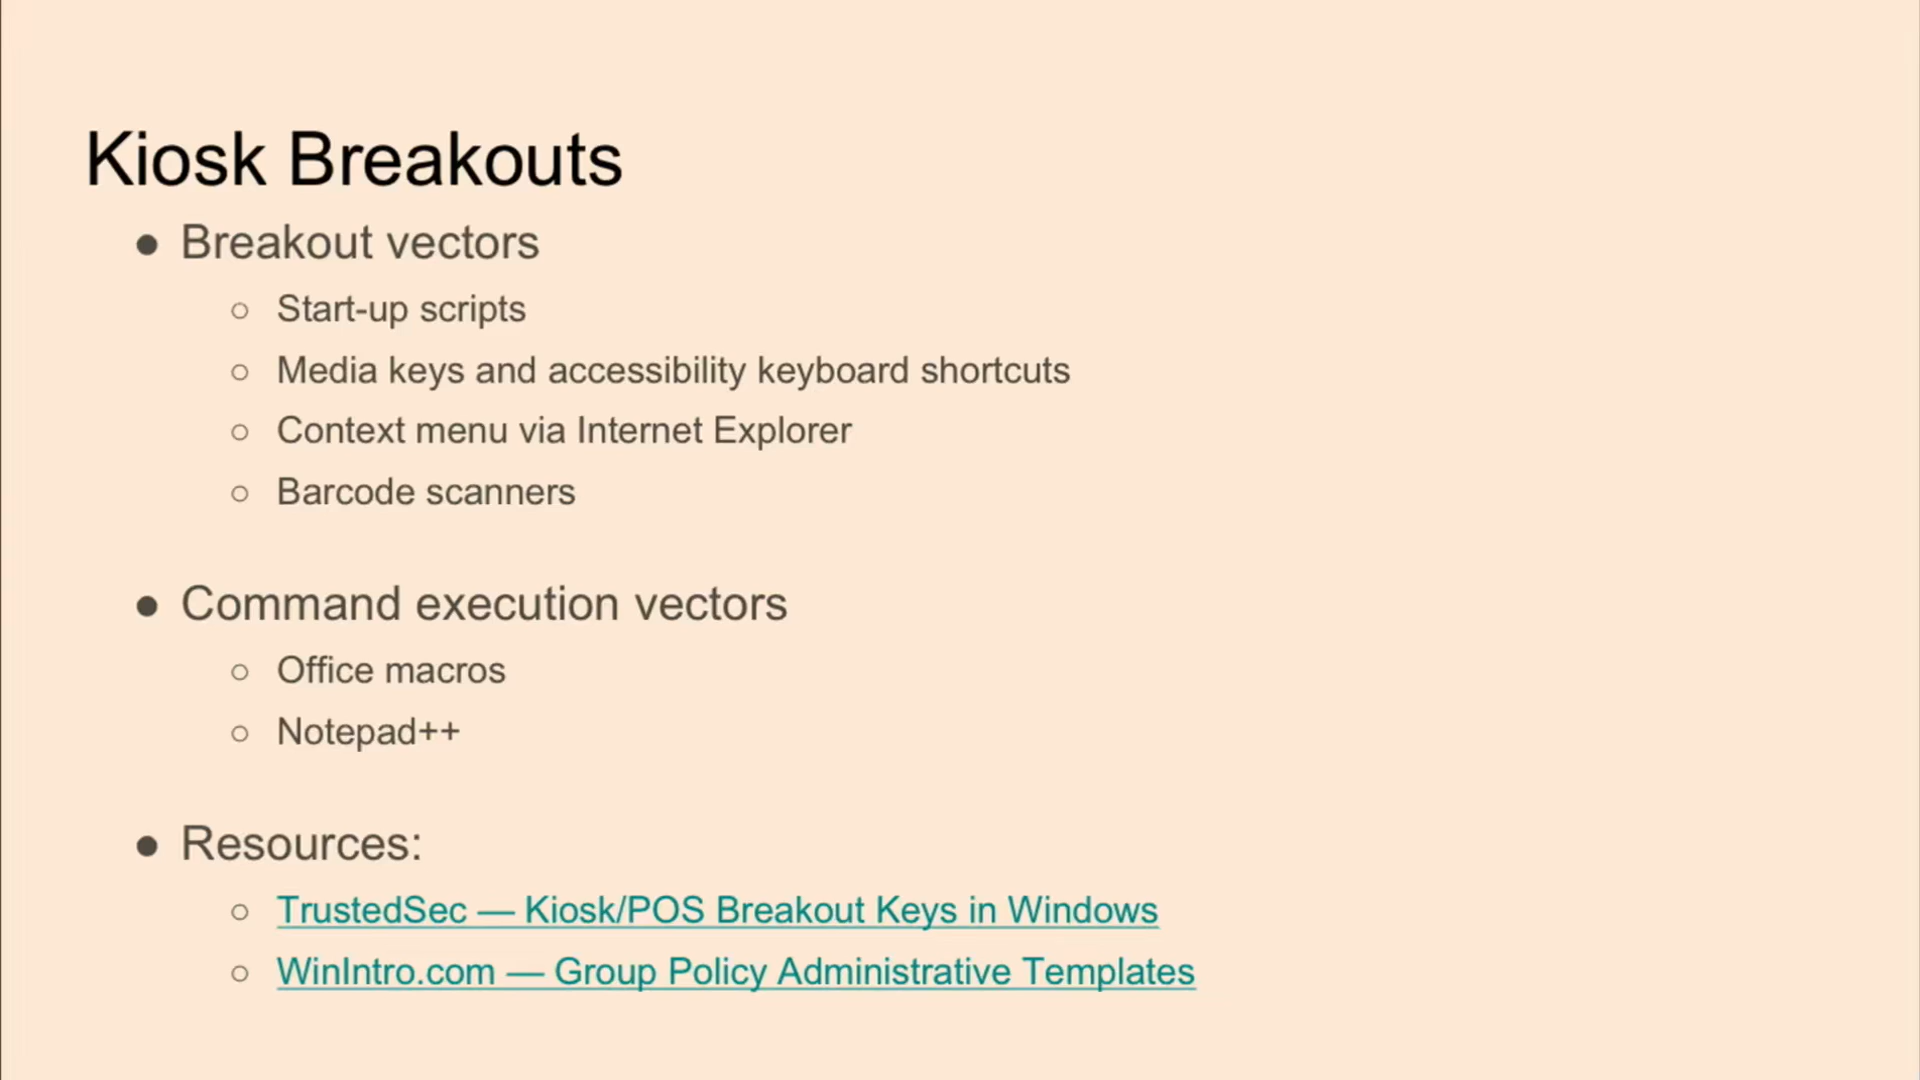 Kiosk Breakouts
● Breakout vectors
○ Start-up scripts
○ Media keys and accessibility keyboard shortcuts
○ Context menu via Internet Explorer
○ Barcode scanners
● Command execution vectors
○ Office macros
○ Notepad++
● Resources:
○ TrustedSec — Kiosk/POS Breakout Keys in Windows
○ WinIntro.com — Group Policy Administrative Templates